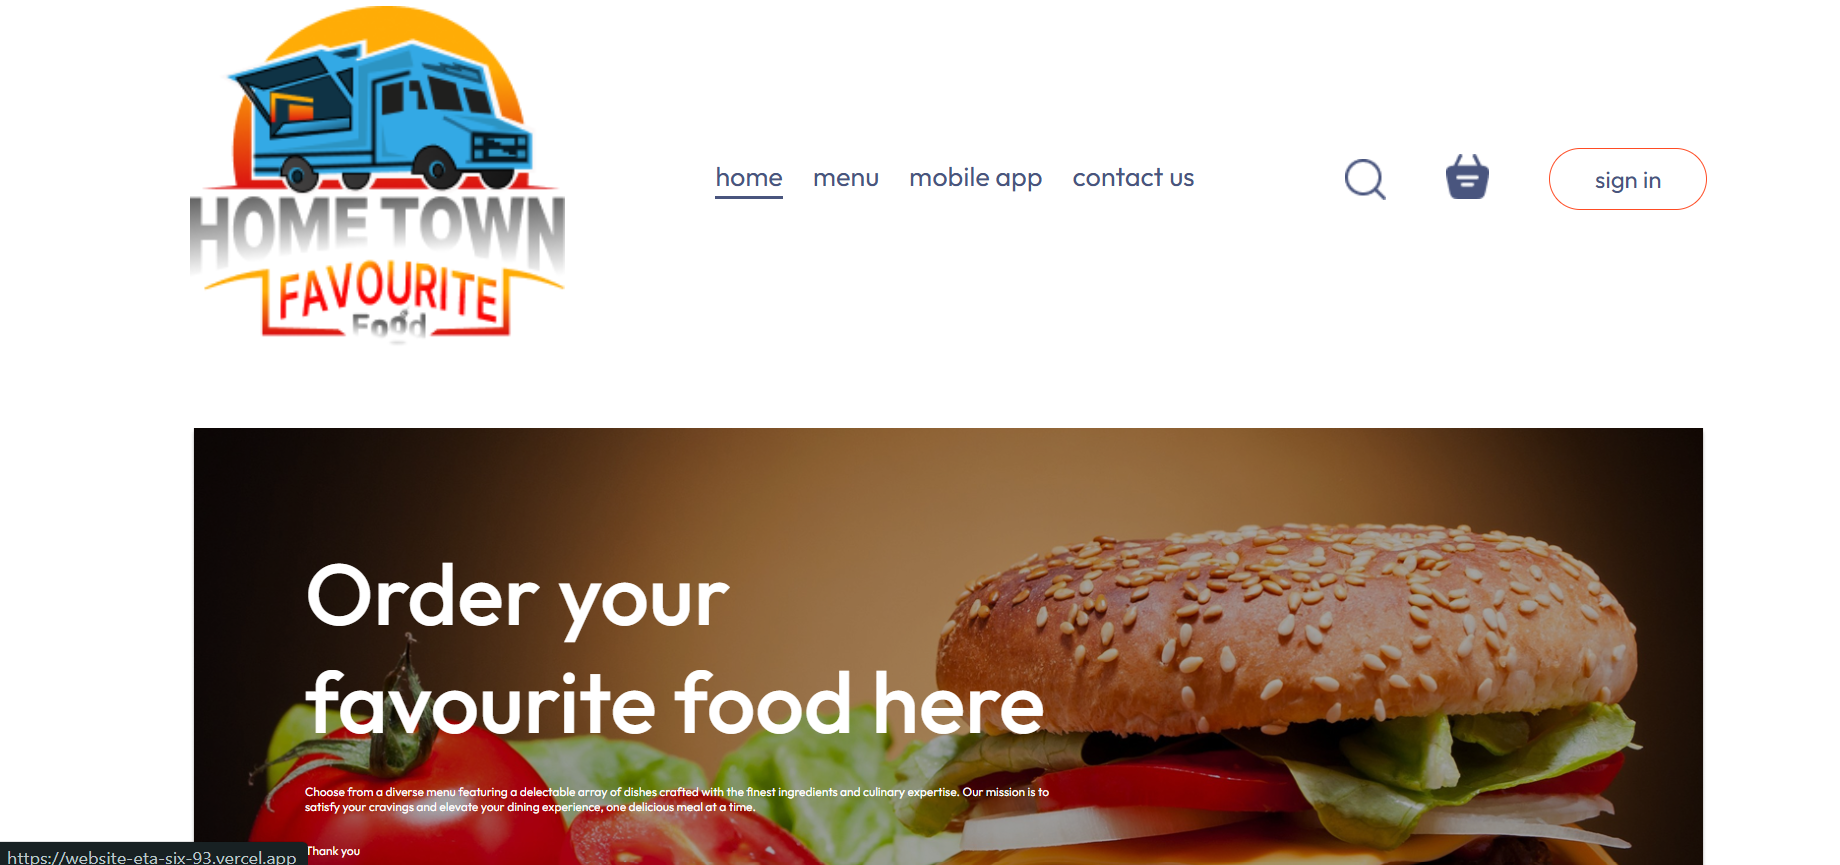 HOME TOWN
FAVOURITE
Food
home
menu
mobile app
contact us
sign in
Order your
favourite food here
Choose from a diverse menu featuring a delectable array of dishes crafted with the finest ingredients and culinary expertise. Our mission is to
satisfy your cravings and elevate your dining experience, one delicious meal at a time.
Thank you
https://website-eta-six-93.vercel.app